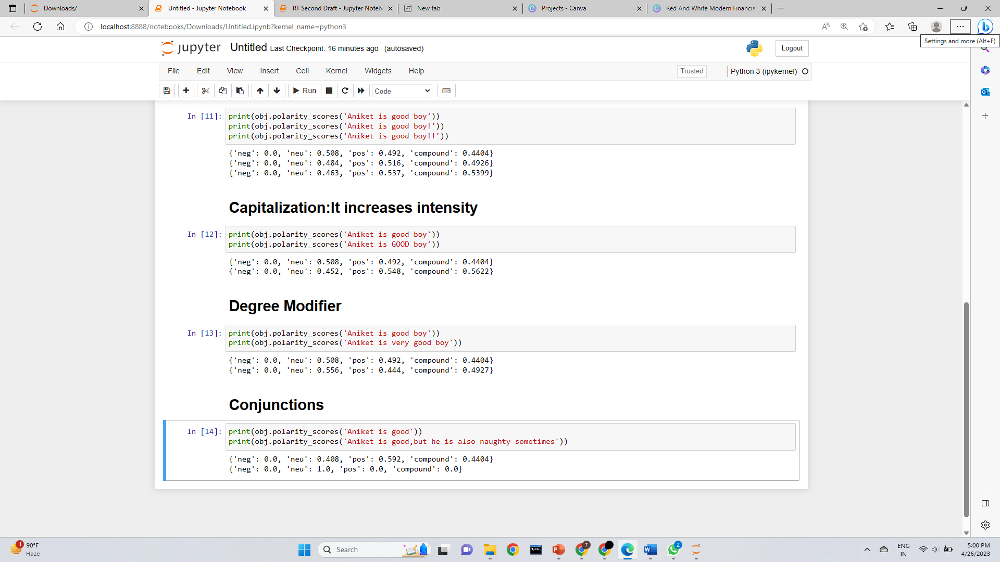 Downloads/
Untitled - Jupyter Notebook
RT Second Draft - Jupyter Noteb
New tab
Projects - Canva
Red And White Modern Financia
localhost:8888/notebooks/Downloads/Untitled.ipynb?kernel_name=python3
Settings and more (Alt+F)
jupyter Untitled Last Checkpoint: 16 minutes ago (autosaved)
Logout
File Edit View Insert Cell Kernel Widgets Help
Trusted
Python 3 (ipykernel)
Run
Code
In [11]: print(obj.polarity_scores('Aniket is good boy'))
print(obj.polarity_scores('Aniket is good boy!'))
print(obj.polarity_scores('Aniket is good boy!!'))
{'neg': 0.0, 'neu': 0.508, 'pos': 0.492, 'compound': 0.4404}
{'neg': 0.0, 'neu': 0.484, 'pos': 0.516, 'compound': 0.4926}
{'neg': 0.0, 'neu': 0.463, 'pos': 0.537, 'compound': 0.5399}
Capitalization:It increases intensity
In [12]: print(obj.polarity_scores('Aniket is good boy'))
print(obj.polarity_scores('Aniket is GOOD boy'))
{'neg': 0.0, 'neu': 0.508, 'pos': 0.492, 'compound': 0.4404}
{'neg': 0.0, 'neu': 0.452, 'pos': 0.548, 'compound': 0.5622}
Degree Modifier
In [13]: print(obj.polarity_scores('Aniket is good boy'))
print(obj.polarity_scores('Aniket is very good boy'))
{'neg': 0.0, 'neu': 0.508, 'pos': 0.492, 'compound': 0.4404}
{'neg': 0.0, 'neu': 0.556, 'pos': 0.444, 'compound': 0.4927}
Conjunctions
In [14]: print(obj.polarity_scores('Aniket is good'))
print(obj.polarity_scores('Aniket is good,but he is also naughty sometimes'))
{'neg': 0.0, 'neu': 0.408, 'pos': 0.592, 'compound': 0.4404}
{'neg': 0.0, 'neu': 1.0, 'pos': 0.0, 'compound': 0.0}
1
90°F
Haze
Search
MySQL
T
2
ENG
IN
5:00 PM
4/26/2023